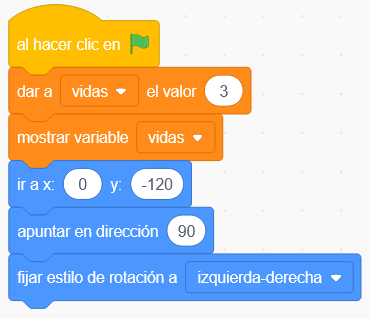 al hacer clic en
dar a vidas el valor 3
mostrar variable vidas
ir a x: 0 y: -120
apuntar en dirección 90
fijar estilo de rotación a izquierda-derecha